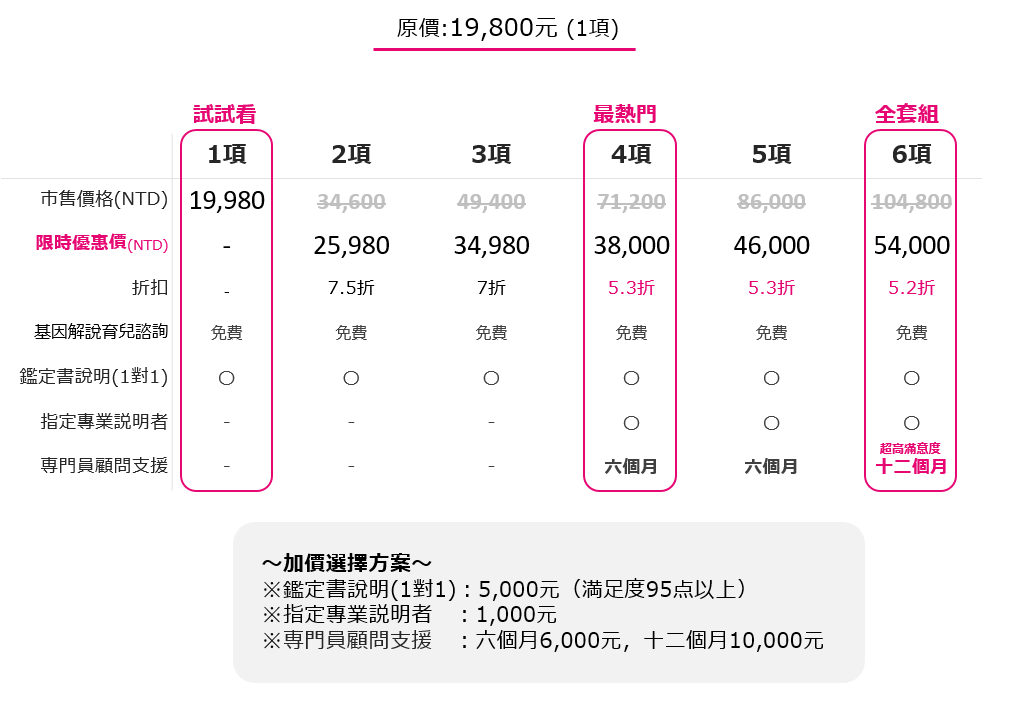 原價:19,800元 (1項)
試試看 最熱門 全套組
1項 2項 3項 4項 5項 6項
市售價格(NTD) 19,980 34,600 49,400 71,200 86,000 104,800
限時優惠價(NTD) - 25,980 34,980 38,000 46,000 54,000
折扣 - 7.5折 7折 5.3折 5.3折 5.2折
基因解說育兒諮詢 免費 免費 免費 免費 免費 免費
鑑定書說明(1對1) 〇 〇 〇 〇 〇 〇
指定專業説明者 - - - 〇 〇 〇
超高滿意度
専門員顧問支援 - - - 六個月 六個月 十二個月
～加價選擇方案～
※鑑定書說明(1對1)：5,000元（満足度95点以上）
※指定專業説明者　：1,000元
※専門員顧問支援　：六個月6,000元，十二個月10,000元